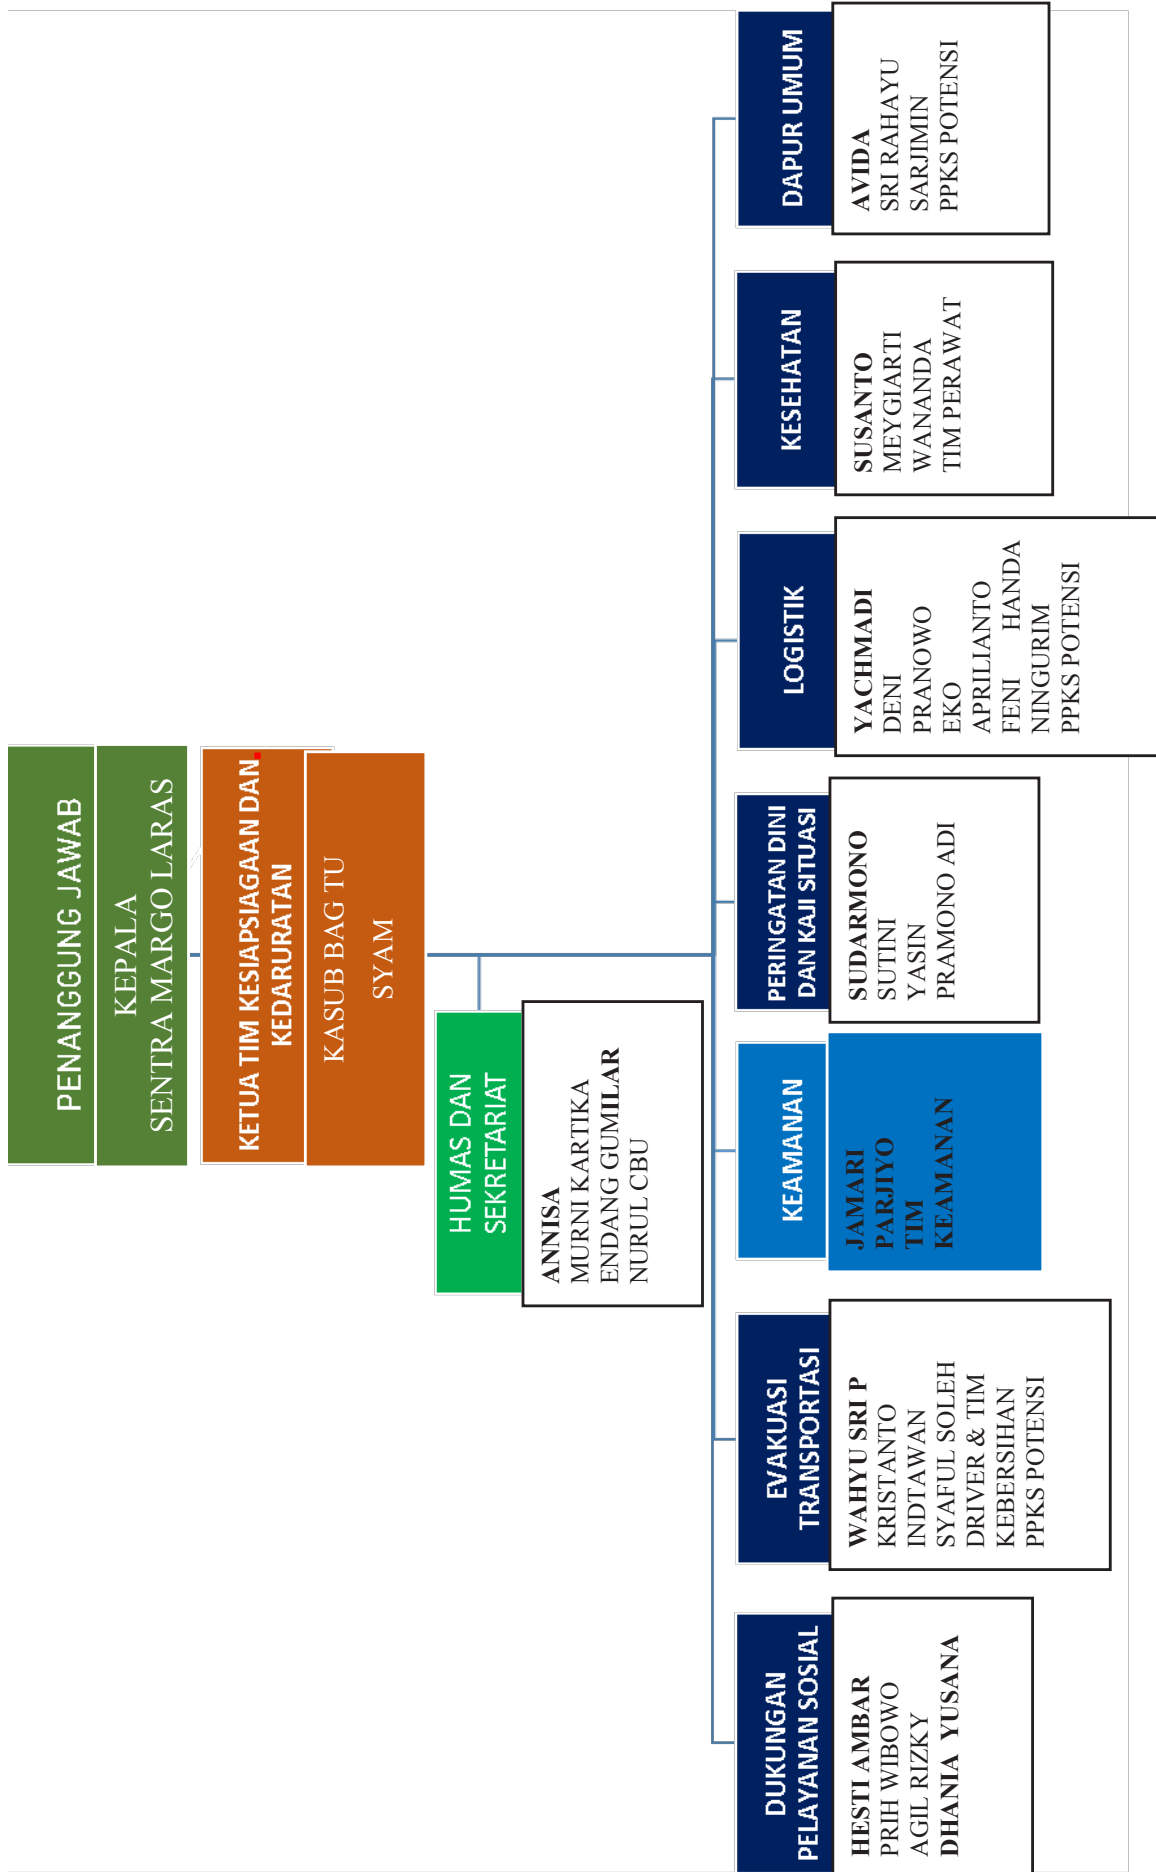 PENANGGUNG JAWAB
KEPALA
SENTRA MARGO LARAS
KETUA TIM KESIAPSIAGAAN DAN
KEDARURATAN
KASUB BAG TU
SYAM
HUMAS DAN
SEKRETARIAT
ANNISA
MURNI KARTIKA
ENDANG GUMILAR
NURUL CBU
DUKUNGAN
PELAYANAN SOSIAL
HESTI AMBAR
PRIH WIBOWO
AGIL RIZKY
DHANIA YUSANA
EVAKUASI
TRANSPORTASI
WAHYU SRI P
KRISTANTO
INDTAWAN
SYAFUL SOLEH
DRIVER & TIM
KEBERSIHAN
PPKS POTENSI
KEAMANAN
JAMARI
PARJIYO
TIM
KEAMANAN
PERINGATAN DINI
DAN KAJI SITUASI
SUDARMONO
SUTINI
YASIN
PRAMONO ADI
LOGISTIK
YACHMADI
DENI
PRANOWO
EKO
APRILIANTO
FENI HANDA
NINGURIM
PPKS POTENSI
KESEHATAN
SUSANTO
MEYGIARTI
WANANDA
TIM PERAWAT
DAPUR UMUM
AVIDA
SRI RAHAYU
SARJIMIN
PPKS POTENSI